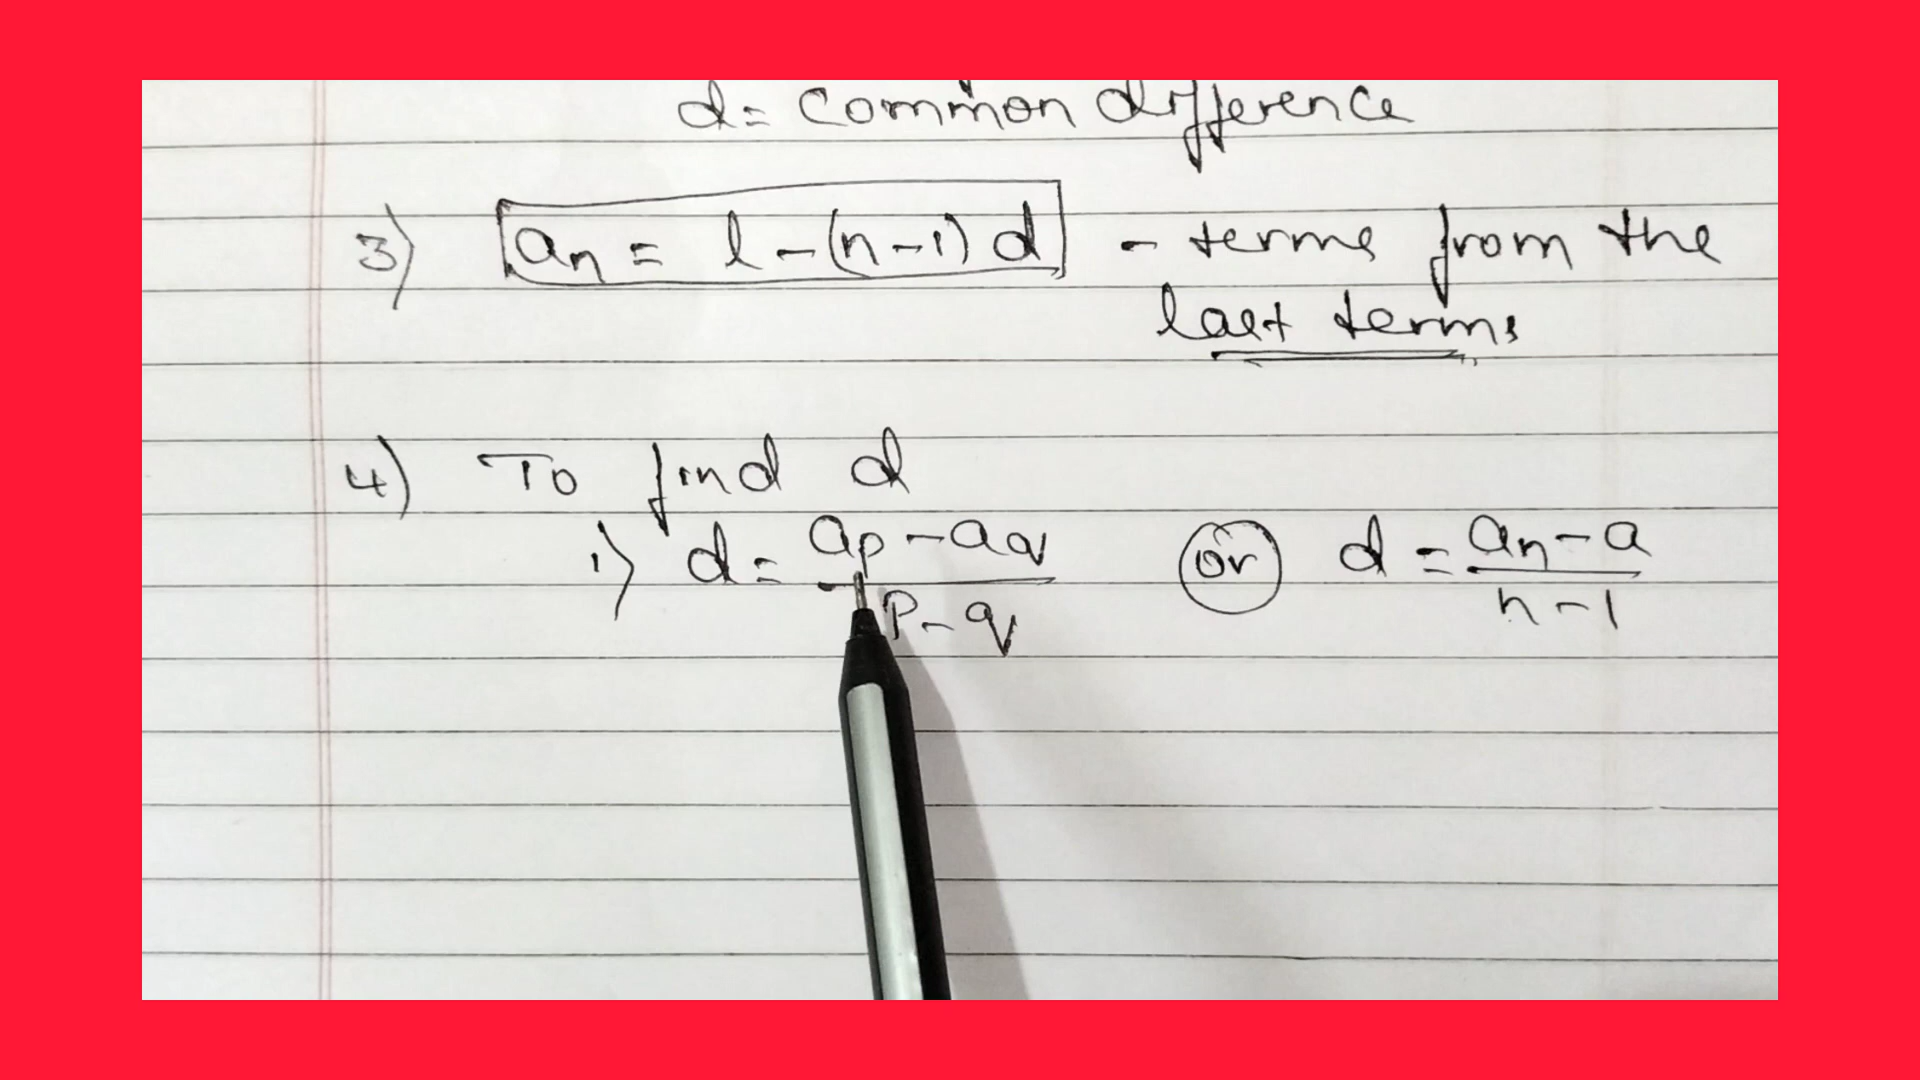 d = common difference
3) an = l - (n-1) d - terms from the
last terms
4) To find d
i) d = ap - aq / p - q or d = an - a / n - 1